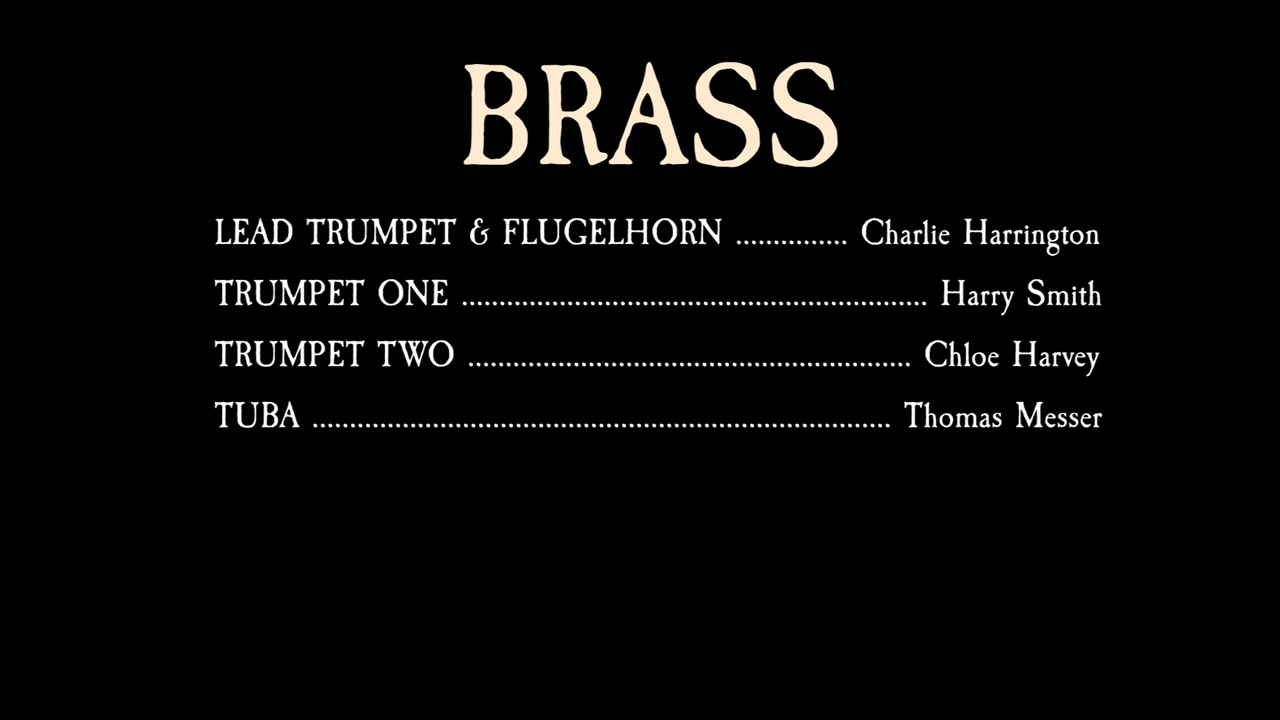 BRASS
LEAD TRUMPET & FLUGELHORN ............... Charlie Harrington
TRUMPET ONE ............................................................... Harry Smith
TRUMPET TWO ............................................................ Chloe Harvey
TUBA .............................................................................. Thomas Messer